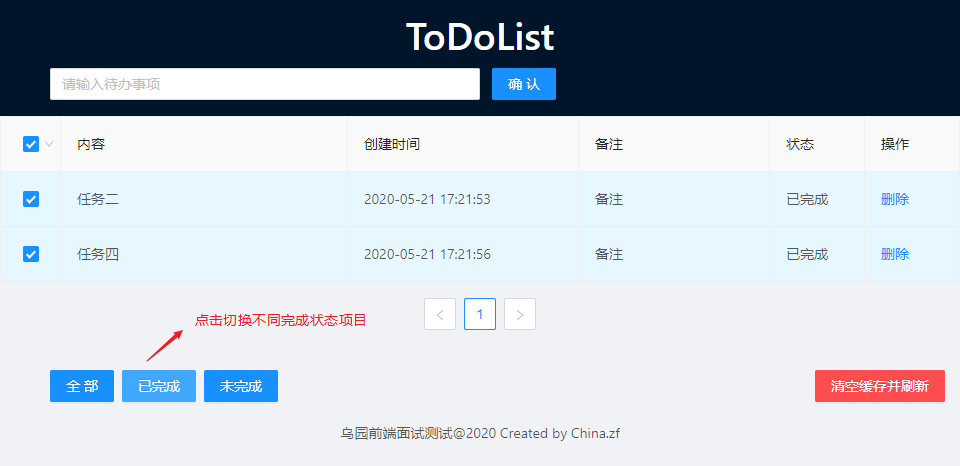 ToDoList
请输入待办事项 确 认
内容 创建时间 备注 状态 操作
任务二 2020-05-21 17:21:53 备注 已完成 删除
任务四 2020-05-21 17:21:56 备注 已完成 删除
1
点击切换不同完成状态项目
全 部 已完成 未完成 清空缓存并刷新
乌园前端面试测试@2020 Created by China.zf